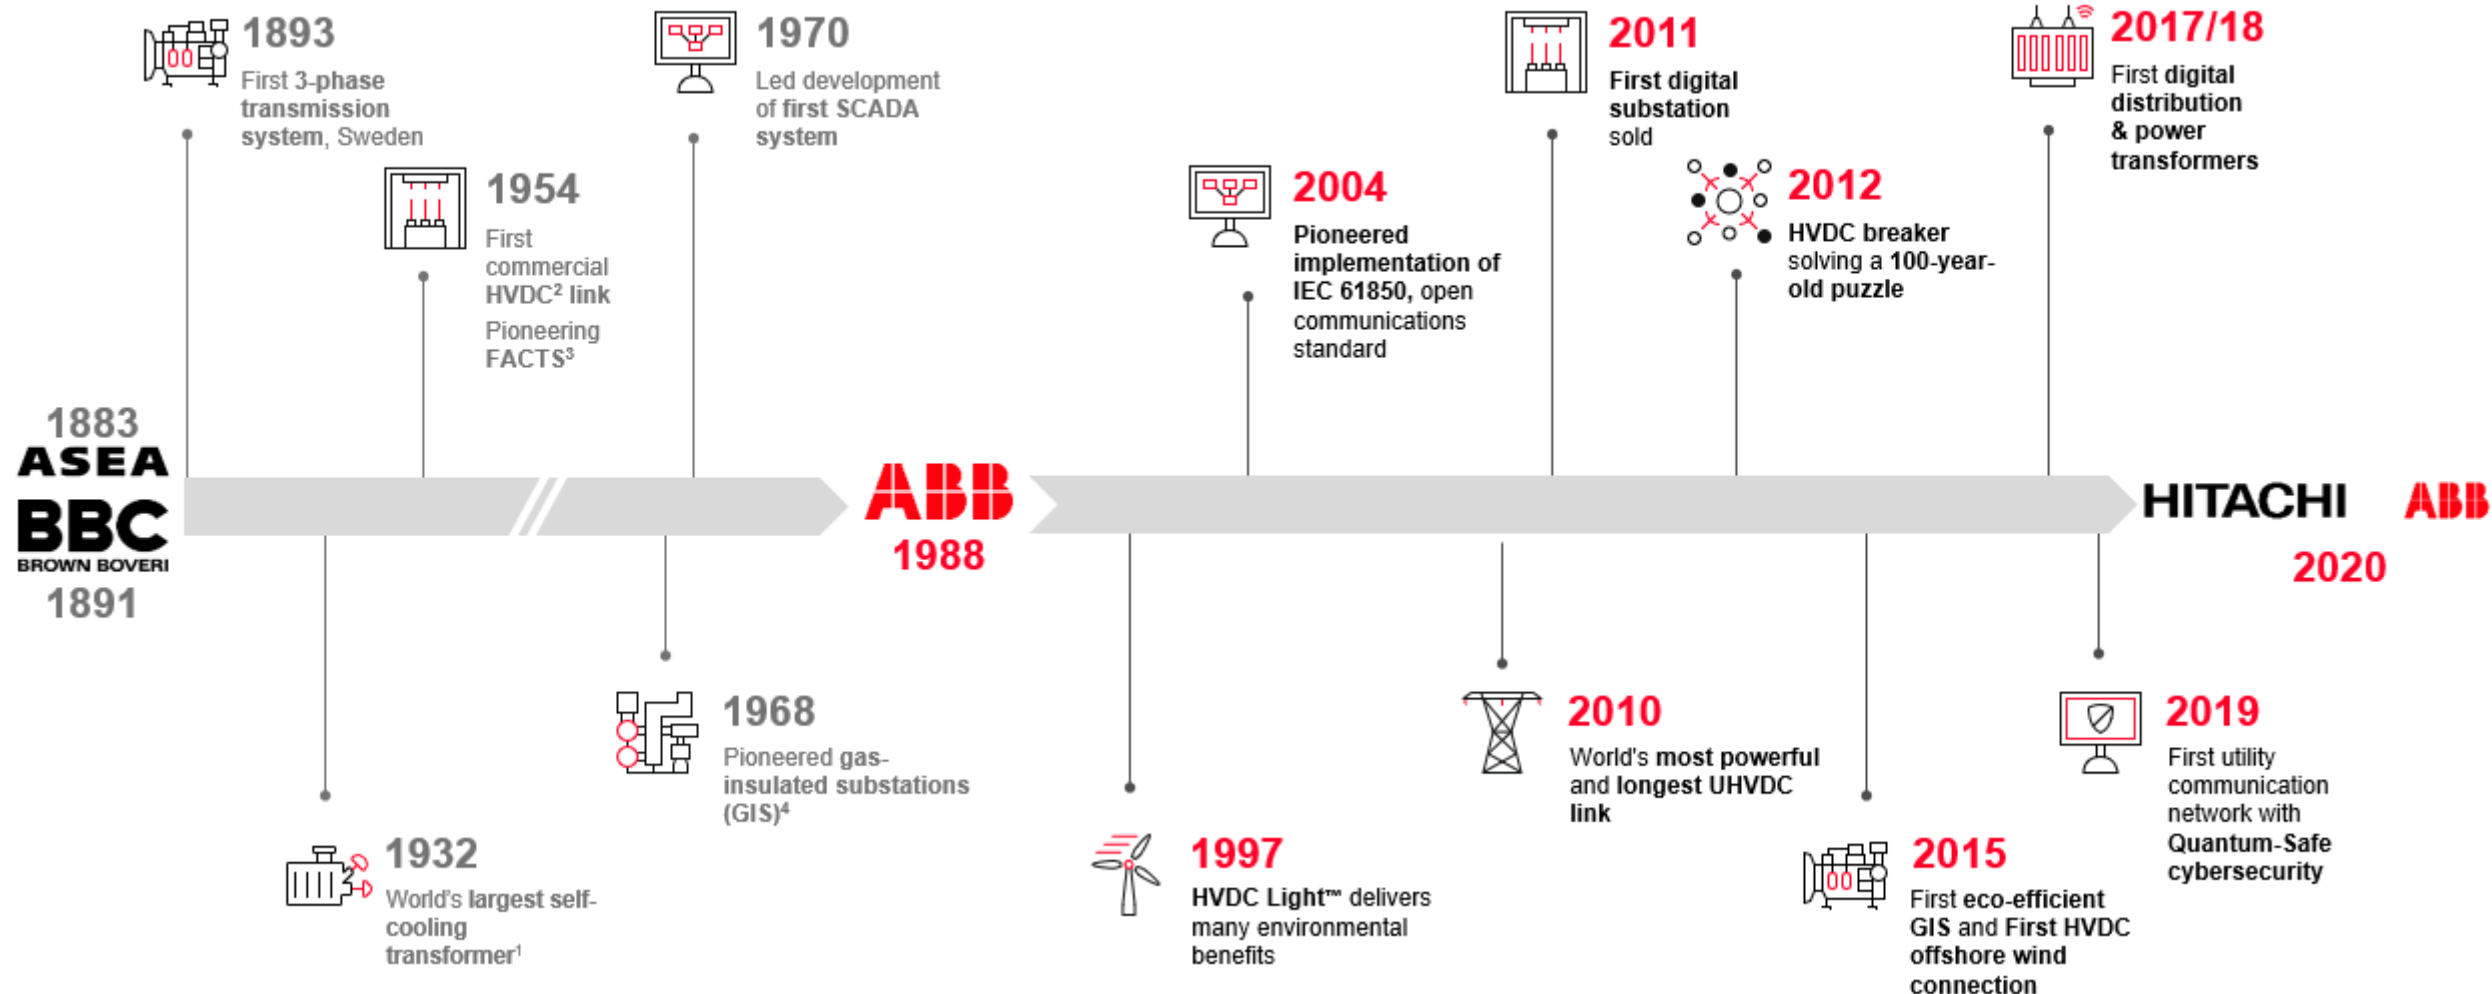 1883
ASEA
BBC
BROWN BOVERI
1891
1893
First 3-phase
transmission
system, Sweden
1932
World's largest self-
cooling
transformer¹
1954
First
commercial
HVDC² link
Pioneering
FACTS³
1968
Pioneered gas-
insulated substations
(GIS)⁴
1970
Led development
of first SCADA
system
ABB
1988
1997
HVDC Light™ delivers
many environmental
benefits
2004
Pioneered
implementation of
IEC 61850, open
communications
standard
2010
World's most powerful
and longest UHVDC
link
2011
First digital
substation
sold
2012
HVDC breaker
solving a 100-year-
old puzzle
2015
First eco-efficient
GIS and First HVDC
offshore wind
connection
2017/18
First digital
distribution
& power
transformers
2019
First utility
communication
network with
Quantum-Safe
cybersecurity
HITACHI ABB
2020